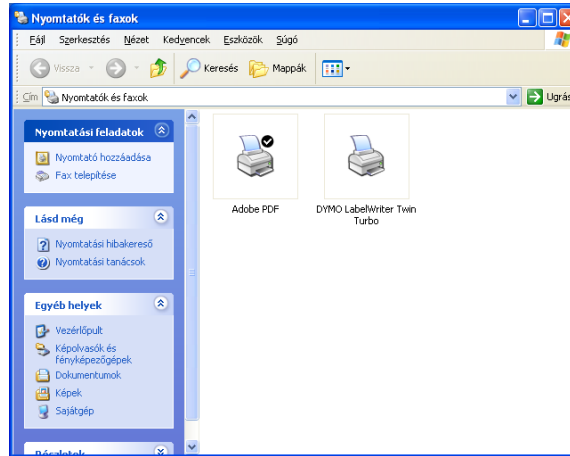 Nyomtatók és faxok
Fájl Szerkesztés Nézet Kedvencek Eszközök Súgó
Vissza Keresés Mappák
Cím Nyomtatók és faxok Ugrás
Nyomtatási feladatok
Nyomtató hozzáadása
Fax telepítése
Lásd még
Nyomtatási hibakereső
Nyomtatási tanácsok
Egyéb helyek
Vezérlőpult
Képolvasók és
fényképezőgépek
Dokumentumok
Képek
Sajátgép
Részletek
Adobe PDF
DYMO LabelWriter Twin
Turbo